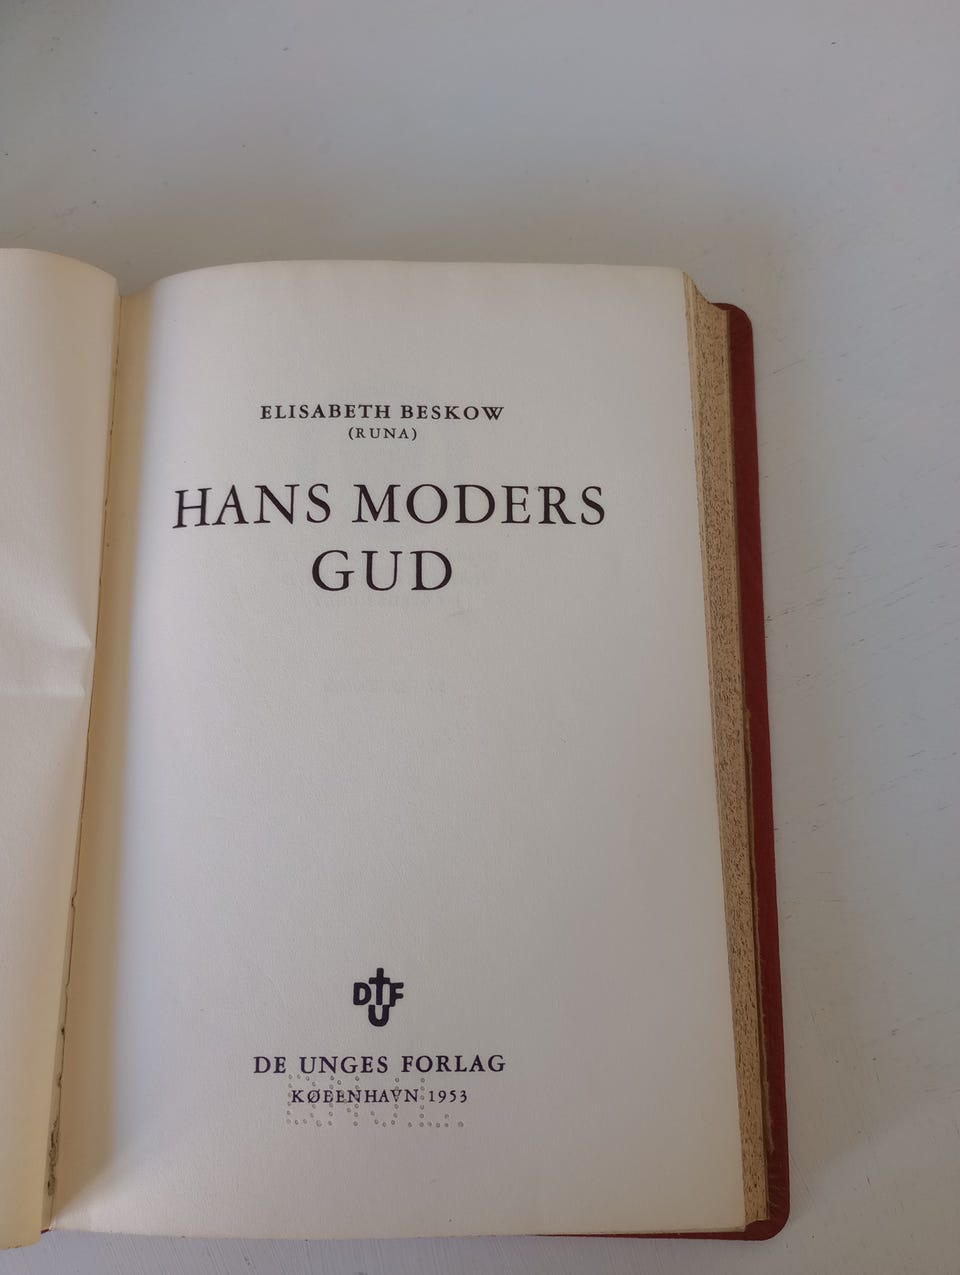 ELISABETH BESKOW
(RUNA)
HANS MODERS
GUD
DUF
DE UNGES FORLAG
KØBENHAVN 1953